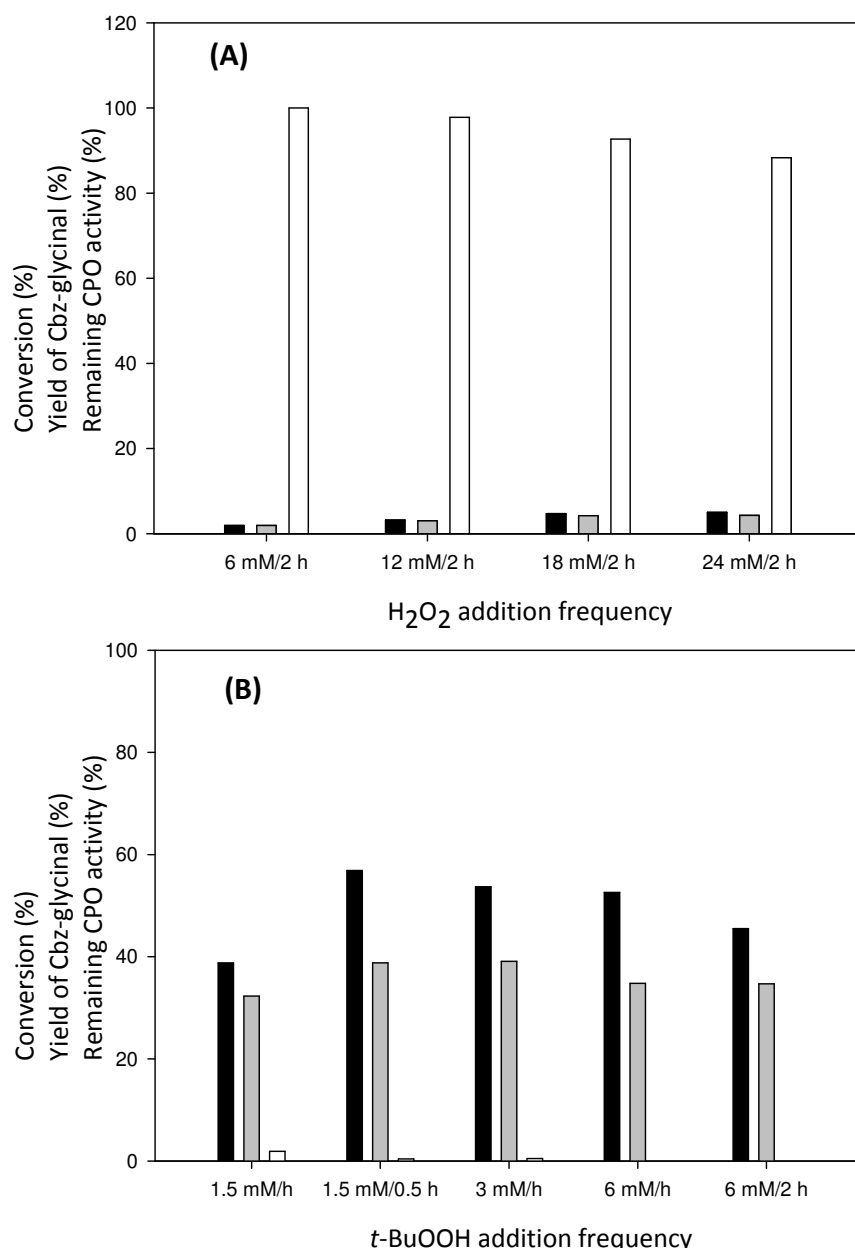 (A)
Conversion (%)
Yield of Cbz-glycinal (%)
Remaining CPO activity (%)
120
100
80
60
40
20
0
6 mM/2 h 12 mM/2 h 18 mM/2 h 24 mM/2 h
H2O2 addition frequency
(B)
Conversion (%)
Yield of Cbz-glycinal (%)
Remaining CPO activity (%)
100
80
60
40
20
0
1.5 mM/h 1.5 mM/0.5 h 3 mM/h 6 mM/h 6 mM/2 h
t-BuOOH addition frequency